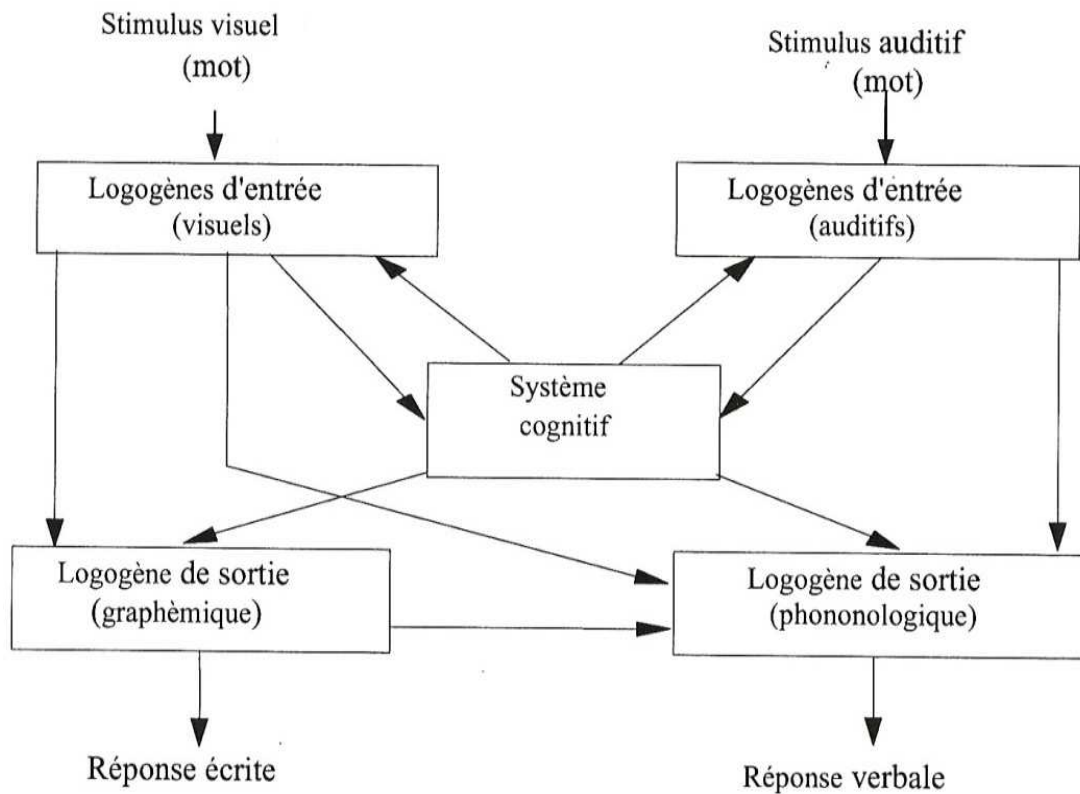 Stimulus visuel
(mot)
Stimulus auditif
(mot)
Logogènes d'entrée
(visuels)
Logogènes d'entrée
(auditifs)
Système
cognitif
Logogène de sortie
(graphèmique)
Logogène de sortie
(phononologique)
Réponse écrite
Réponse verbale